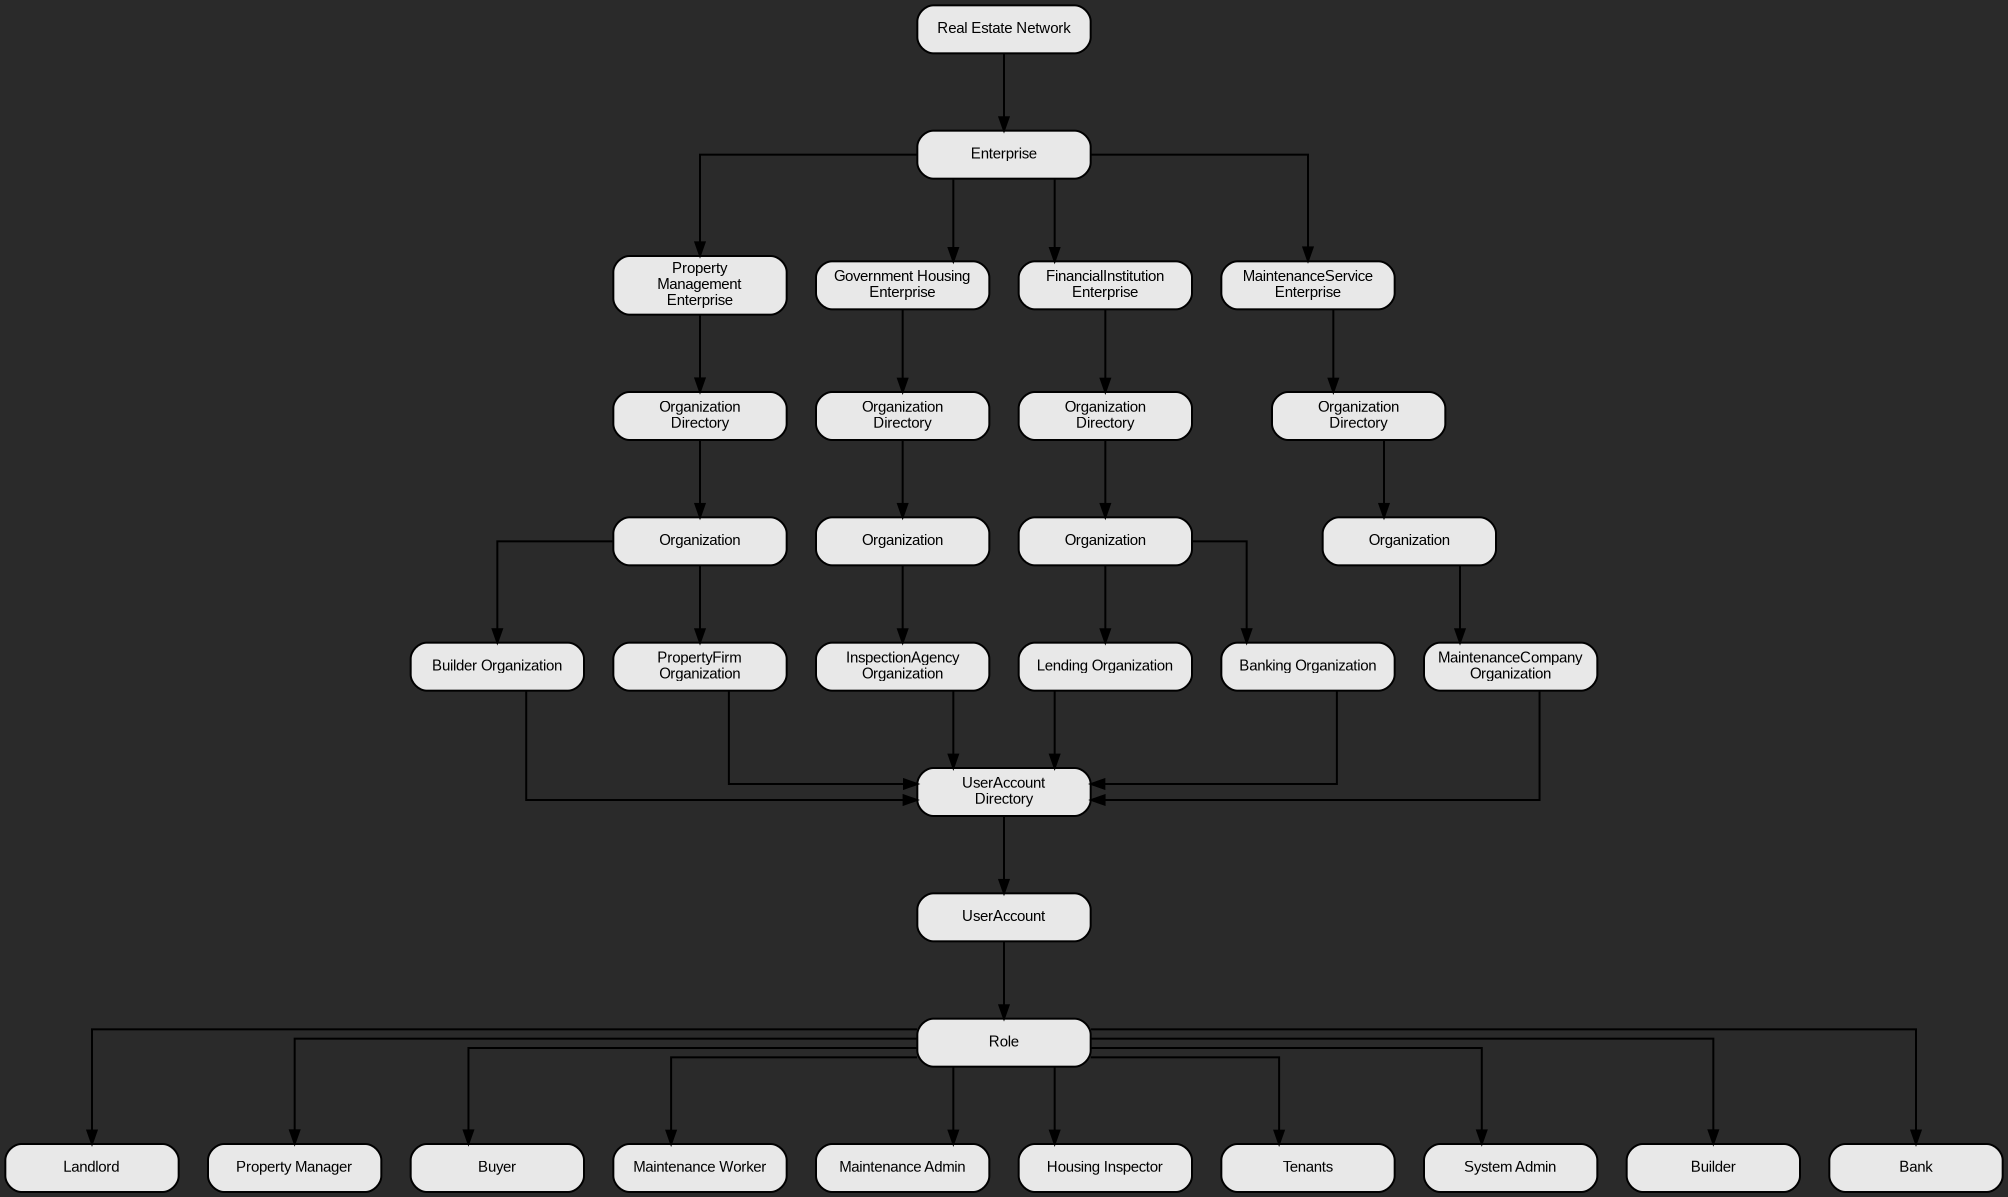 Real Estate Network
Enterprise
Property
Management
Enterprise
Government Housing
Enterprise
FinancialInstitution
Enterprise
MaintenanceService
Enterprise
Organization
Directory
Organization
Directory
Organization
Directory
Organization
Directory
Organization
Organization
Organization
Organization
Builder Organization
PropertyFirm
Organization
InspectionAgency
Organization
Lending Organization
Banking Organization
MaintenanceCompany
Organization
UserAccount
Directory
UserAccount
Role
Landlord
Property Manager
Buyer
Maintenance Worker
Maintenance Admin
Housing Inspector
Tenants
System Admin
Builder
Bank